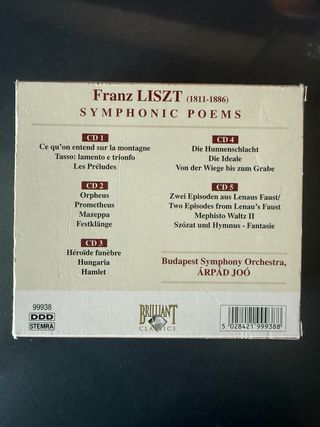 Franz LISZT (1811-1886)
SYMPHONIC POEMS
CD 1
Ce qu'on entend sur la montagne
Tasso: lamento e trionfo
Les Préludes
CD 2
Orpheus
Prometheus
Mazeppa
Festklänge
CD 3
Héroïde funèbre
Hungaria
Hamlet
CD 4
Die Hunnenschlacht
Die Ideale
Von der Wiege bis zum Grabe
CD 5
Zwei Episoden aus Lenaus Faust/
Two Episodes from Lenau's Faust
Mephisto Waltz II
Szózat und Hymnus - Fantasie
Budapest Symphony Orchestra,
ÁRPÁD JOÓ
99938
DDD
STEMRA
BRILLIANT
CLASSICS
5 028421 999388